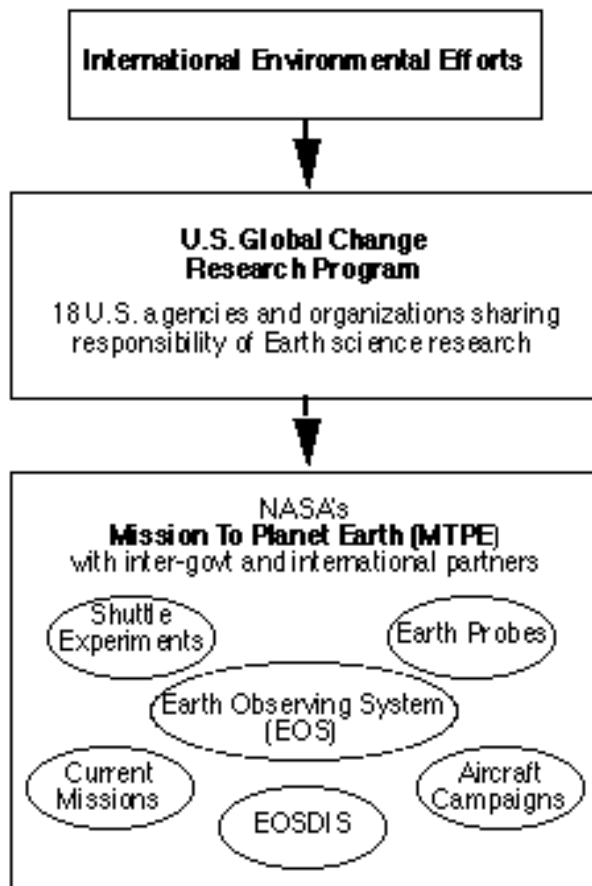 International Environmental Efforts
U.S. Global Change
Research Program
18 U.S. agencies and organizations sharing
responsibility of Earth science research
NASA's
Mission To Planet Earth (MTPE)
with inter-govt and international partners
Shuttle
Experiments
Earth Probes
Earth Observing System
(EOS)
Current
Missions
Aircraft
Campaigns
EOSDIS